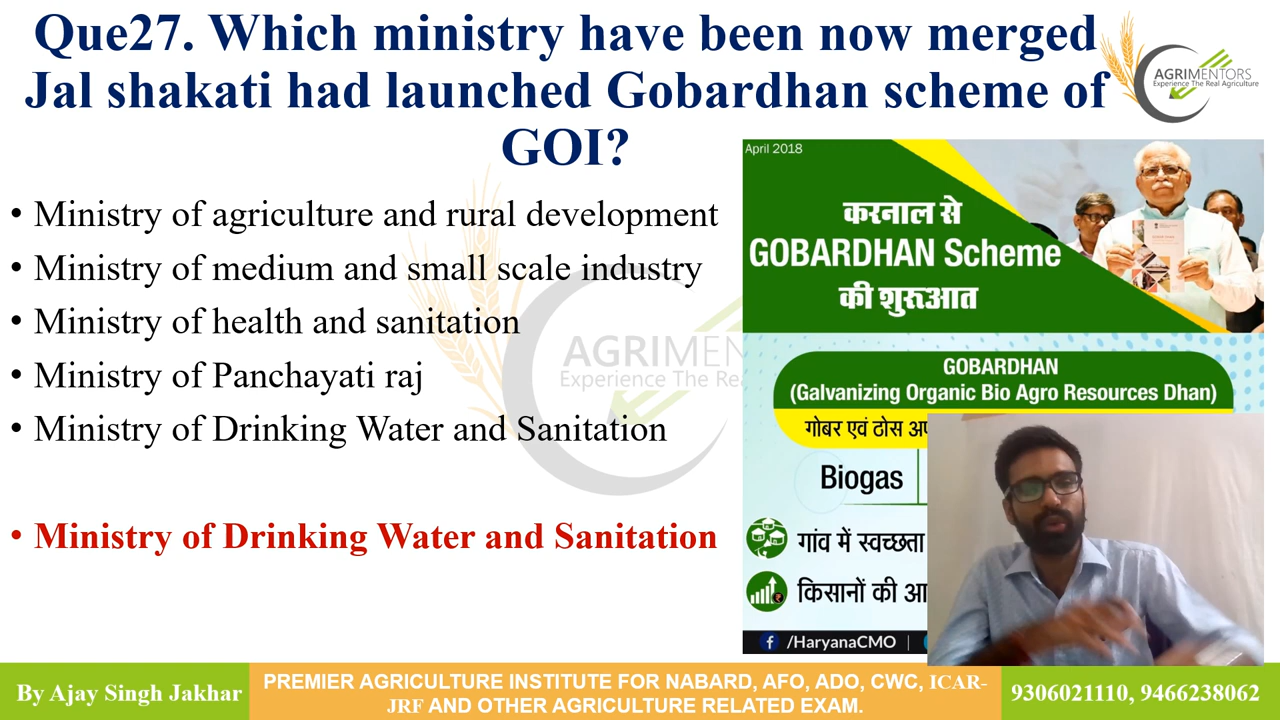 Que27. Which ministry have been now merged
Jal shakati had launched Gobardhan scheme of
GOI?
AGRIMENTORS
Experience The Real Agriculture
• Ministry of agriculture and rural development
• Ministry of medium and small scale industry
• Ministry of health and sanitation
• Ministry of Panchayati raj
• Ministry of Drinking Water and Sanitation
• Ministry of Drinking Water and Sanitation
AGRIMEN
Experience The Rea
April 2018
करनाल से
GOBARDHAN Scheme
की शुरूआत
GOBARDHAN
(Galvanizing Organic Bio Agro Resources Dhan)
गोबर एवं ठोस
Biogas
गांव में स्वच्छता
किसानों की
/HaryanaCMO
By Ajay Singh Jakhar
PREMIER AGRICULTURE INSTITUTE FOR NABARD, AFO, ADO, CWC, ICAR-
JRF AND OTHER AGRICULTURE RELATED EXAM.
9306021110, 9466238062